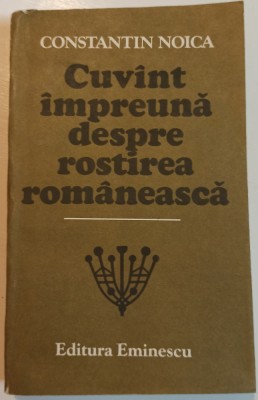 CONSTANTIN NOICA
Cuvînt
împreună
despre
rostirea
românească
Editura Eminescu